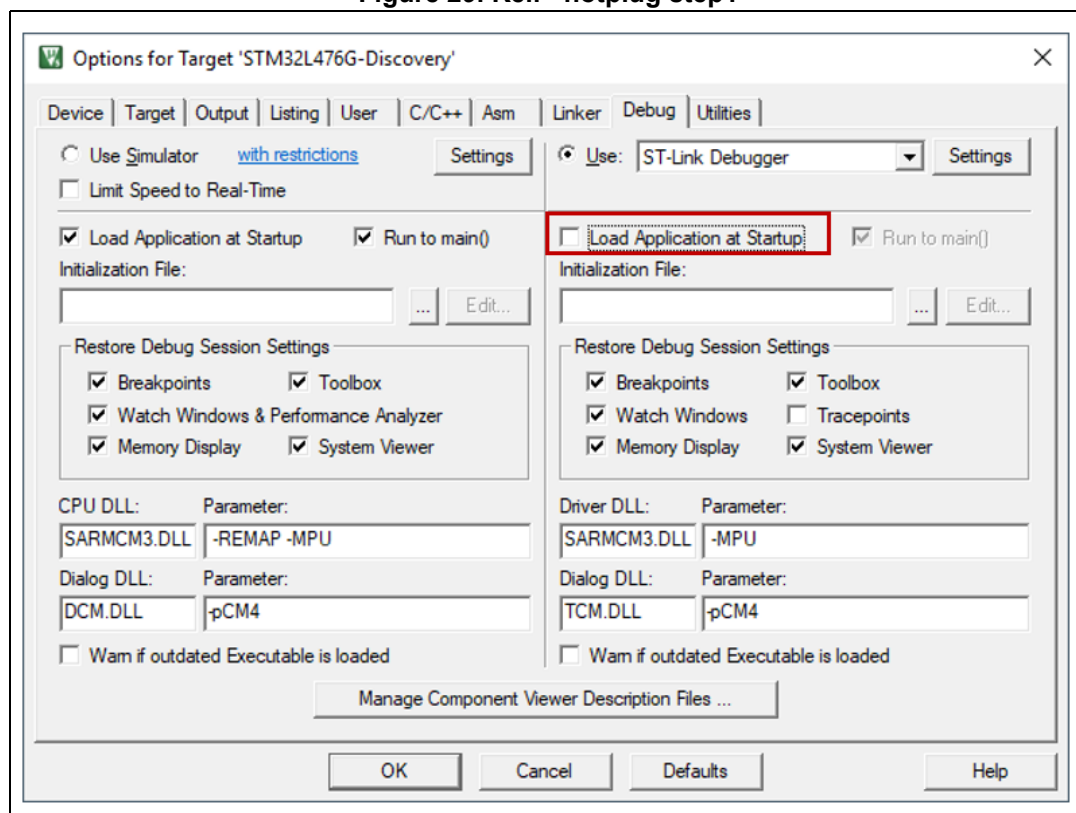 Options for Target 'STM32L476G-Discovery'
Device Target Output Listing User C/C++ Asm Linker Debug Utilities
Use Simulator with restrictions Settings Use: ST-Link Debugger Settings
Limit Speed to Real-Time
Load Application at Startup Run to main() Load Application at Startup Run to main()
Initialization File: Initialization File:
... Edit... ... Edit...
Restore Debug Session Settings Restore Debug Session Settings
Breakpoints Toolbox Breakpoints Toolbox
Watch Windows & Performance Analyzer Watch Windows Tracepoints
Memory Display System Viewer Memory Display System Viewer
CPU DLL: Parameter: Driver DLL: Parameter:
SARMCM3.DLL -REMAP -MPU SARMCM3.DLL -MPU
Dialog DLL: Parameter: Dialog DLL: Parameter:
DCM.DLL -pCM4 TCM.DLL -pCM4
Warn if outdated Executable is loaded Warn if outdated Executable is loaded
Manage Component Viewer Description Files ...
OK Cancel Defaults Help